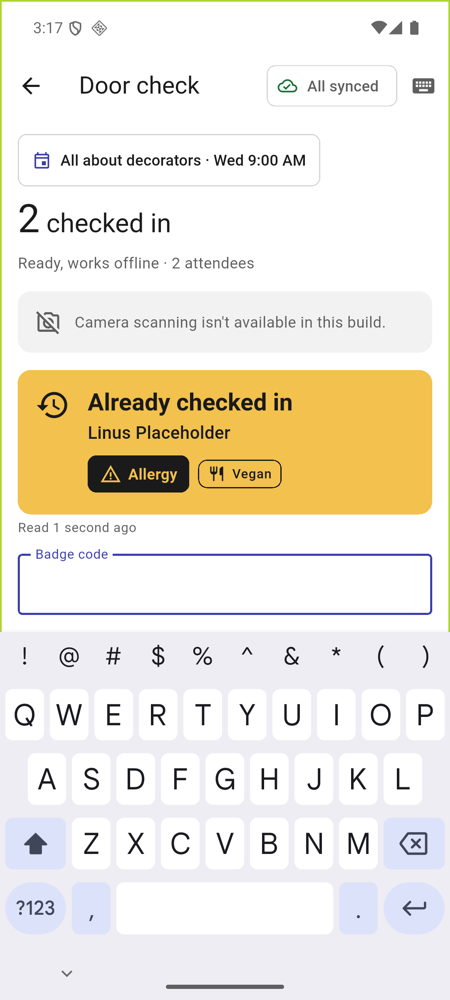 3:17
Door check
All synced
All about decorators · Wed 9:00 AM
2 checked in
Ready, works offline · 2 attendees
Camera scanning isn't available in this build.
Already checked in
Linus Placeholder
Allergy
Vegan
Read 1 second ago
Badge code
! @ # $ % ^ & * ( )
Q W E R T Y U I O P
A S D F G H J K L
Z X C V B N M
?123 , .